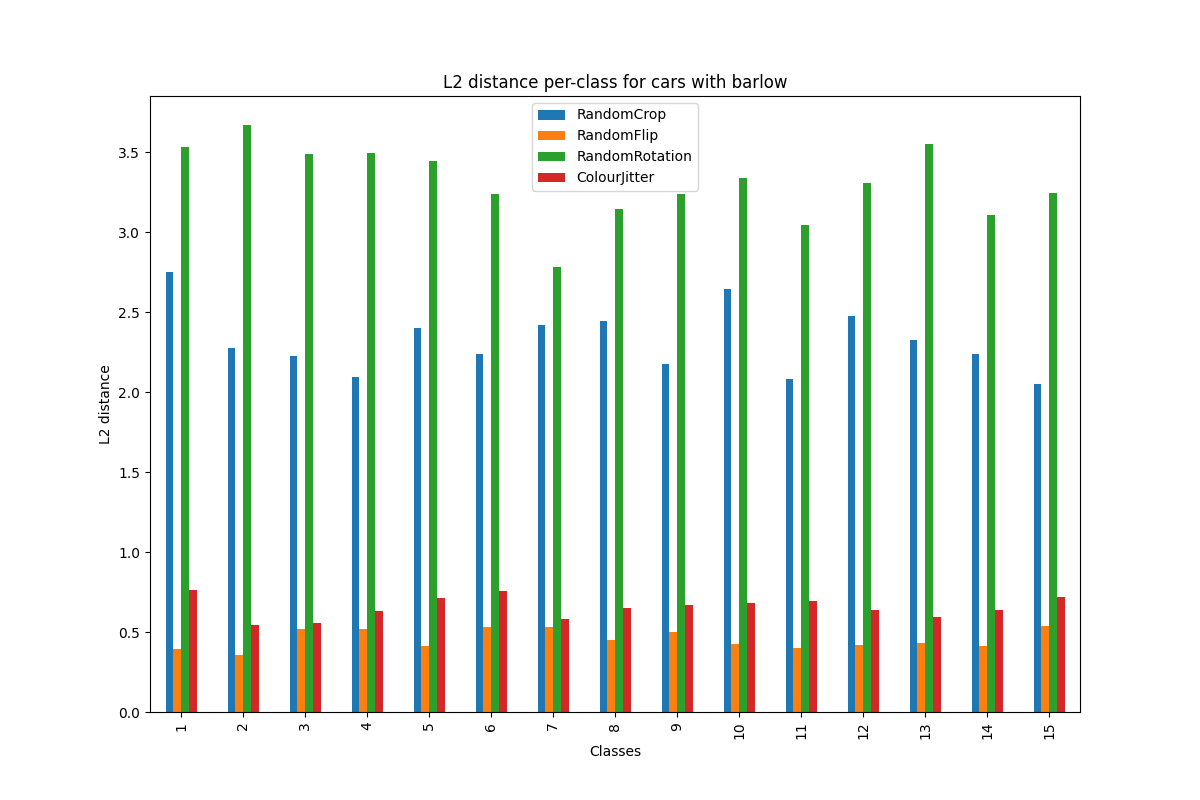 L2 distance per-class for cars with barlow
RandomCrop
RandomFlip
RandomRotation
ColourJitter
3.5
3.0
2.5
2.0
1.5
1.0
0.5
0.0
L2 distance
1 2 3 4 5 6 7 8 9 10 11 12 13 14 15
Classes